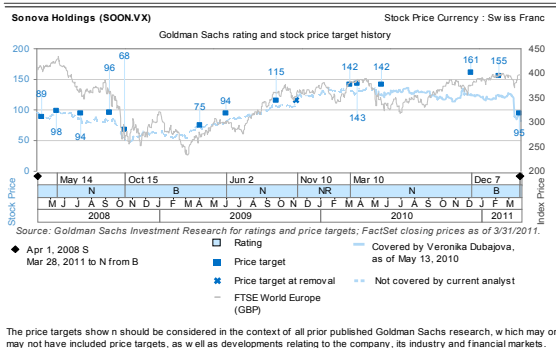 Sonova Holdings (SOON.VX) Stock Price Currency : Swiss Franc
Goldman Sachs rating and stock price target history
200 450
150 400
100 350
50 300
0 250
200
68 96 89 98 94 75 94 115 142 142 143 161 155 95
Stock Price
Index Price
May 14 Oct 15 Jun 2 Nov 10 Mar 10 Dec 7
N B N NR N B
M J J A S O N D J F M A M J J A S O N D J F M A M J J A S O N D J F M
2008 2009 2010 2011
Source: Goldman Sachs Investment Research for ratings and price targets; FactSet closing prices as of 3/31/2011.
Apr 1, 2008 S
Mar 28, 2011 to N from B
Rating
Price target
Price target at removal
FTSE World Europe
(GBP)
Covered by Veronika Dubajova,
as of May 13, 2010
Not covered by current analyst
The price targets show n should be considered in the context of all prior published Goldman Sachs research, w hich may or
may not have included price targets, as w ell as developments relating to the company, its industry and financial markets.